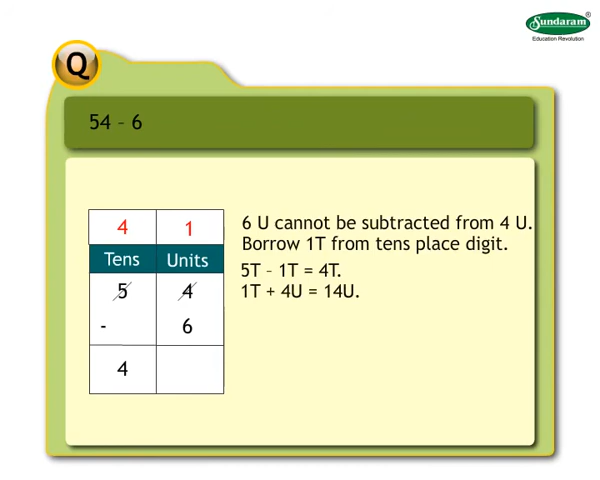 Sundaram
Education Revolution
Q
54 – 6
4 1
Tens Units
5 4
- 6
4
6 U cannot be subtracted from 4 U.
Borrow 1T from tens place digit.
5T – 1T = 4T.
1T + 4U = 14U.